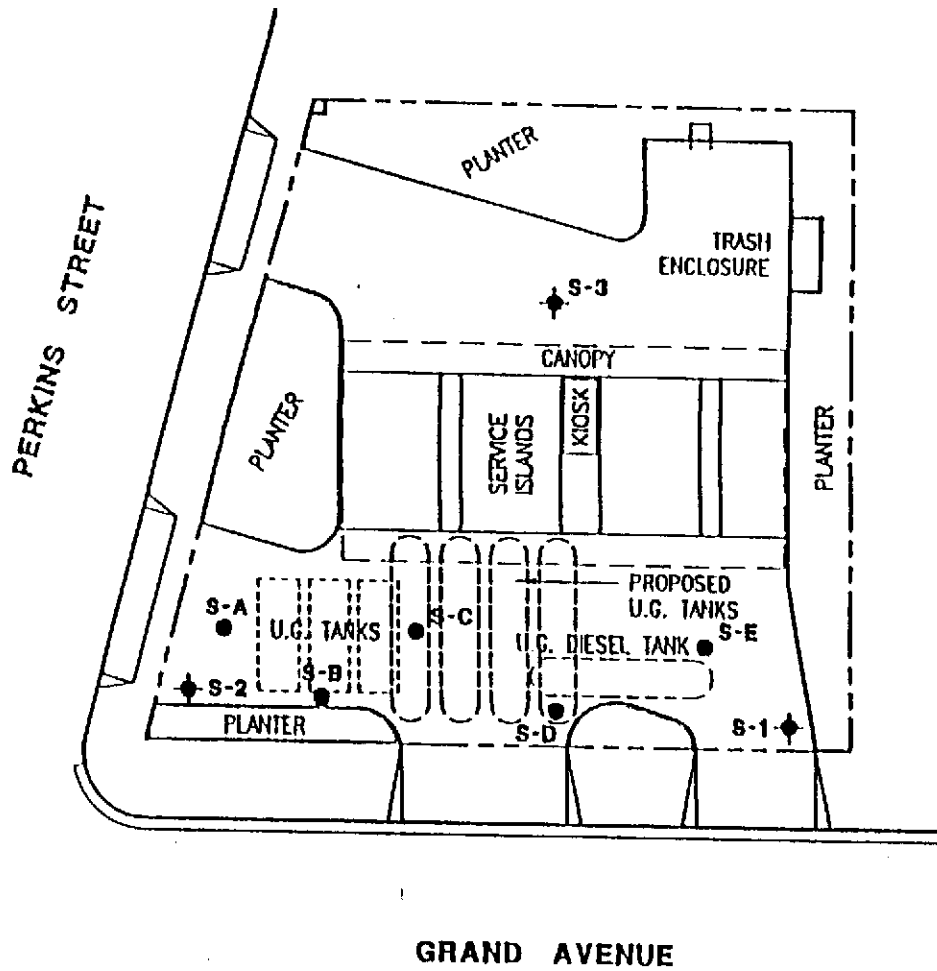 PLANTER
PERKINS STREET
TRASH
ENCLOSURE
S-3
CANOPY
PLANTER
SERVICE
ISLANDS
KIOSK
PLANTER
PROPOSED
U.G. TANKS
S-A
U.G. TANKS
S-C
U.G. DIESEL TANK
S-E
S-2
S-B
PLANTER
S-D
S-1
GRAND AVENUE